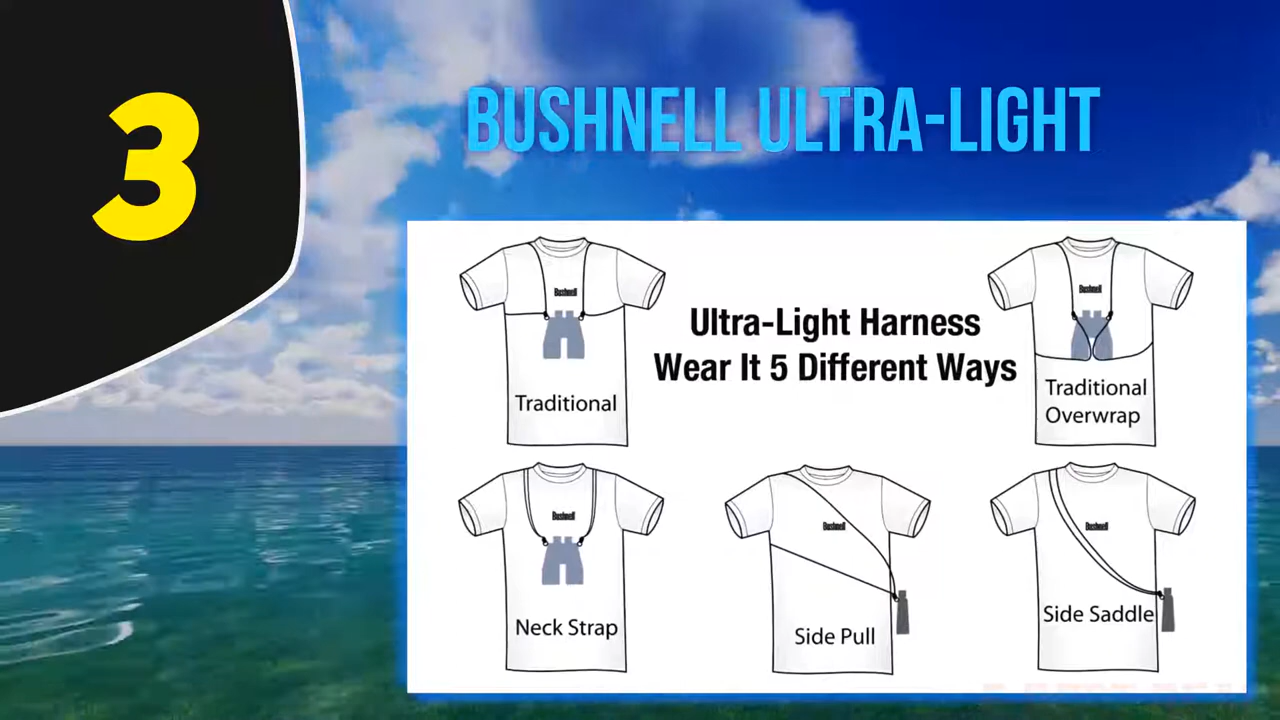 3
BUSHNELL ULTRA-LIGHT
Bushnell
Bushnell
Ultra-Light Harness
Wear It 5 Different Ways
Traditional
Traditional
Overwrap
Bushnell
Bushnell
Bushnell
Neck Strap
Side Pull
Side Saddle